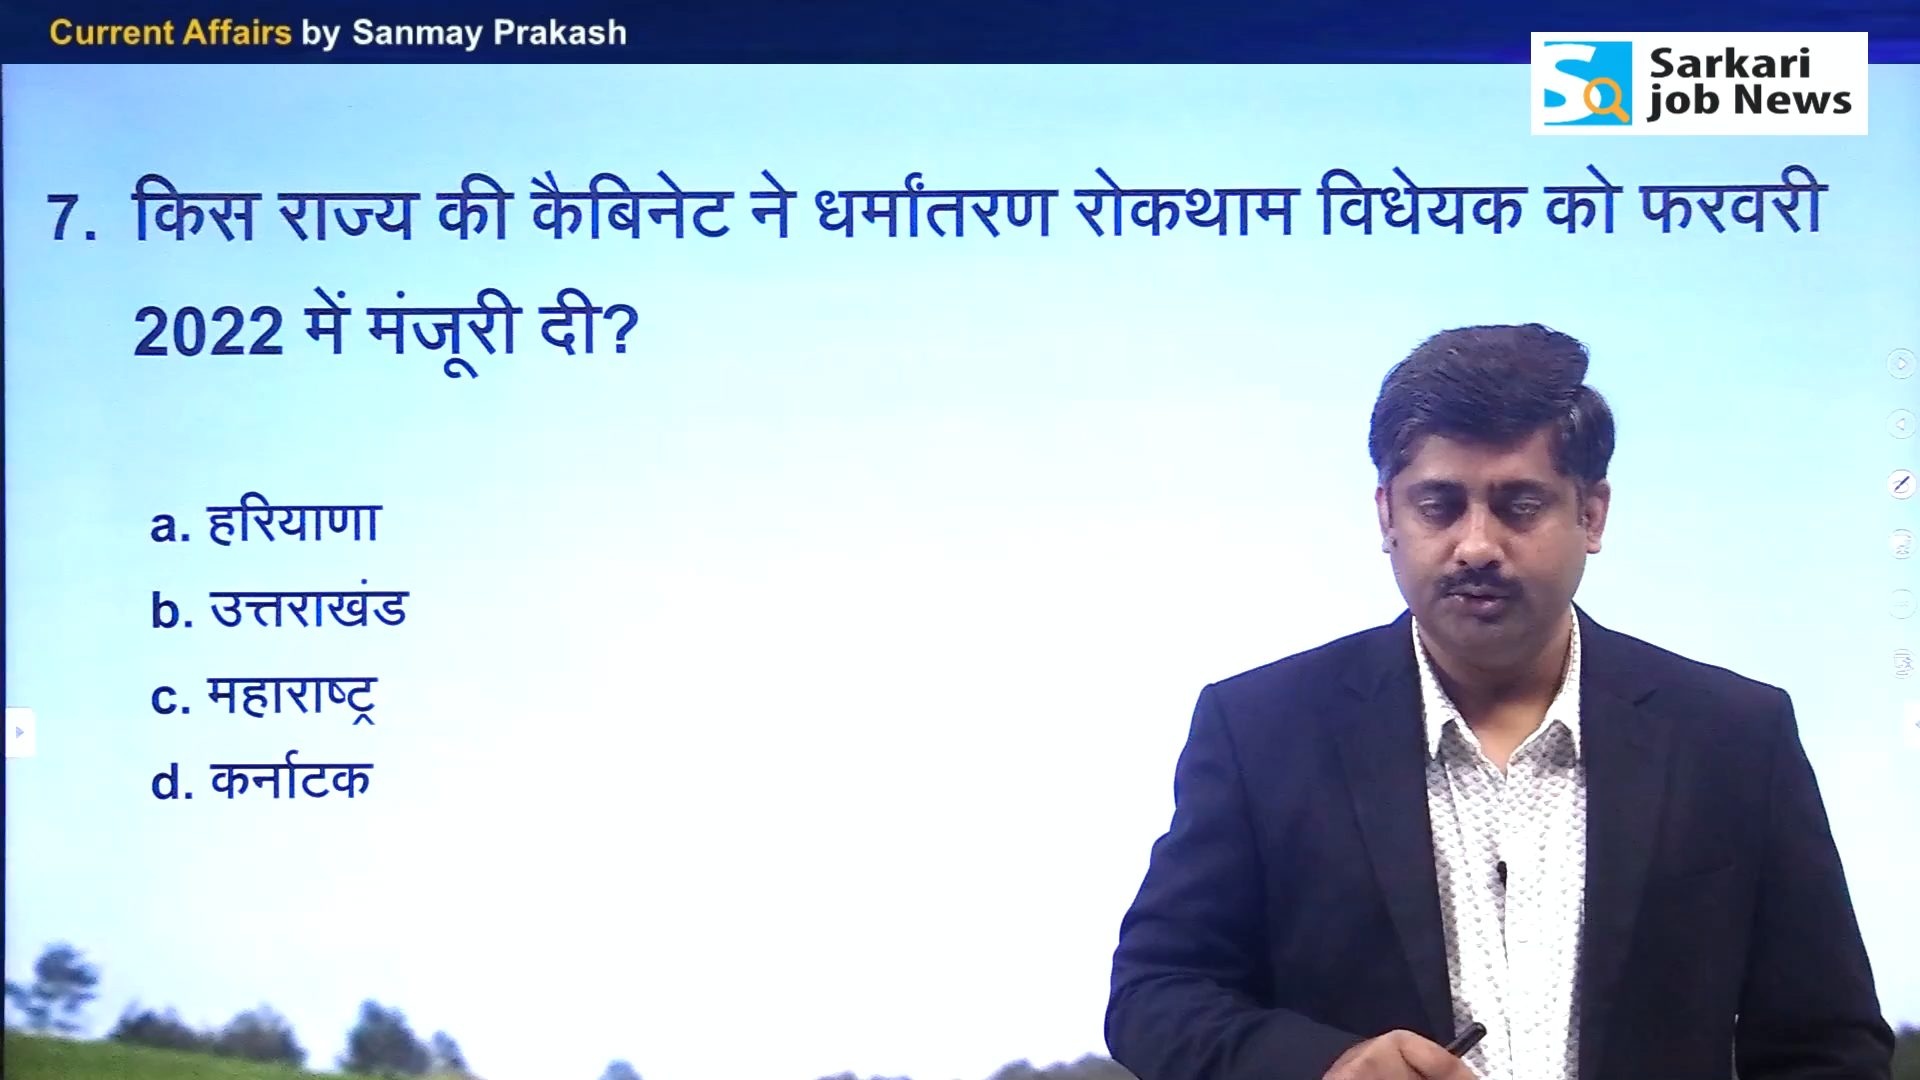 Current Affairs by Sanmay Prakash
Sarkari
job News
7. किस राज्य की कैबिनेट ने धर्मांतरण रोकथाम विधेयक को फरवरी
2022 में मंजूरी दी?
a. हरियाणा
b. उत्तराखंड
c. महाराष्ट्र
d. कर्नाटक